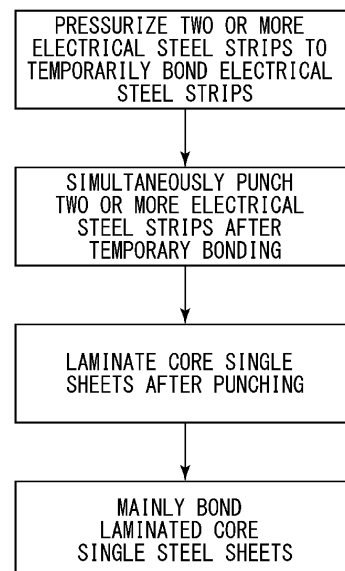 PRESSURIZE TWO OR MORE
ELECTRICAL STEEL STRIPS TO
TEMPORARILY BOND ELECTRICAL
STEEL STRIPS
SIMULTANEOUSLY PUNCH
TWO OR MORE ELECTRICAL
STEEL STRIPS AFTER
TEMPORARY BONDING
LAMINATE CORE SINGLE
SHEETS AFTER PUNCHING
MAINLY BOND
LAMINATED CORE
SINGLE STEEL SHEETS